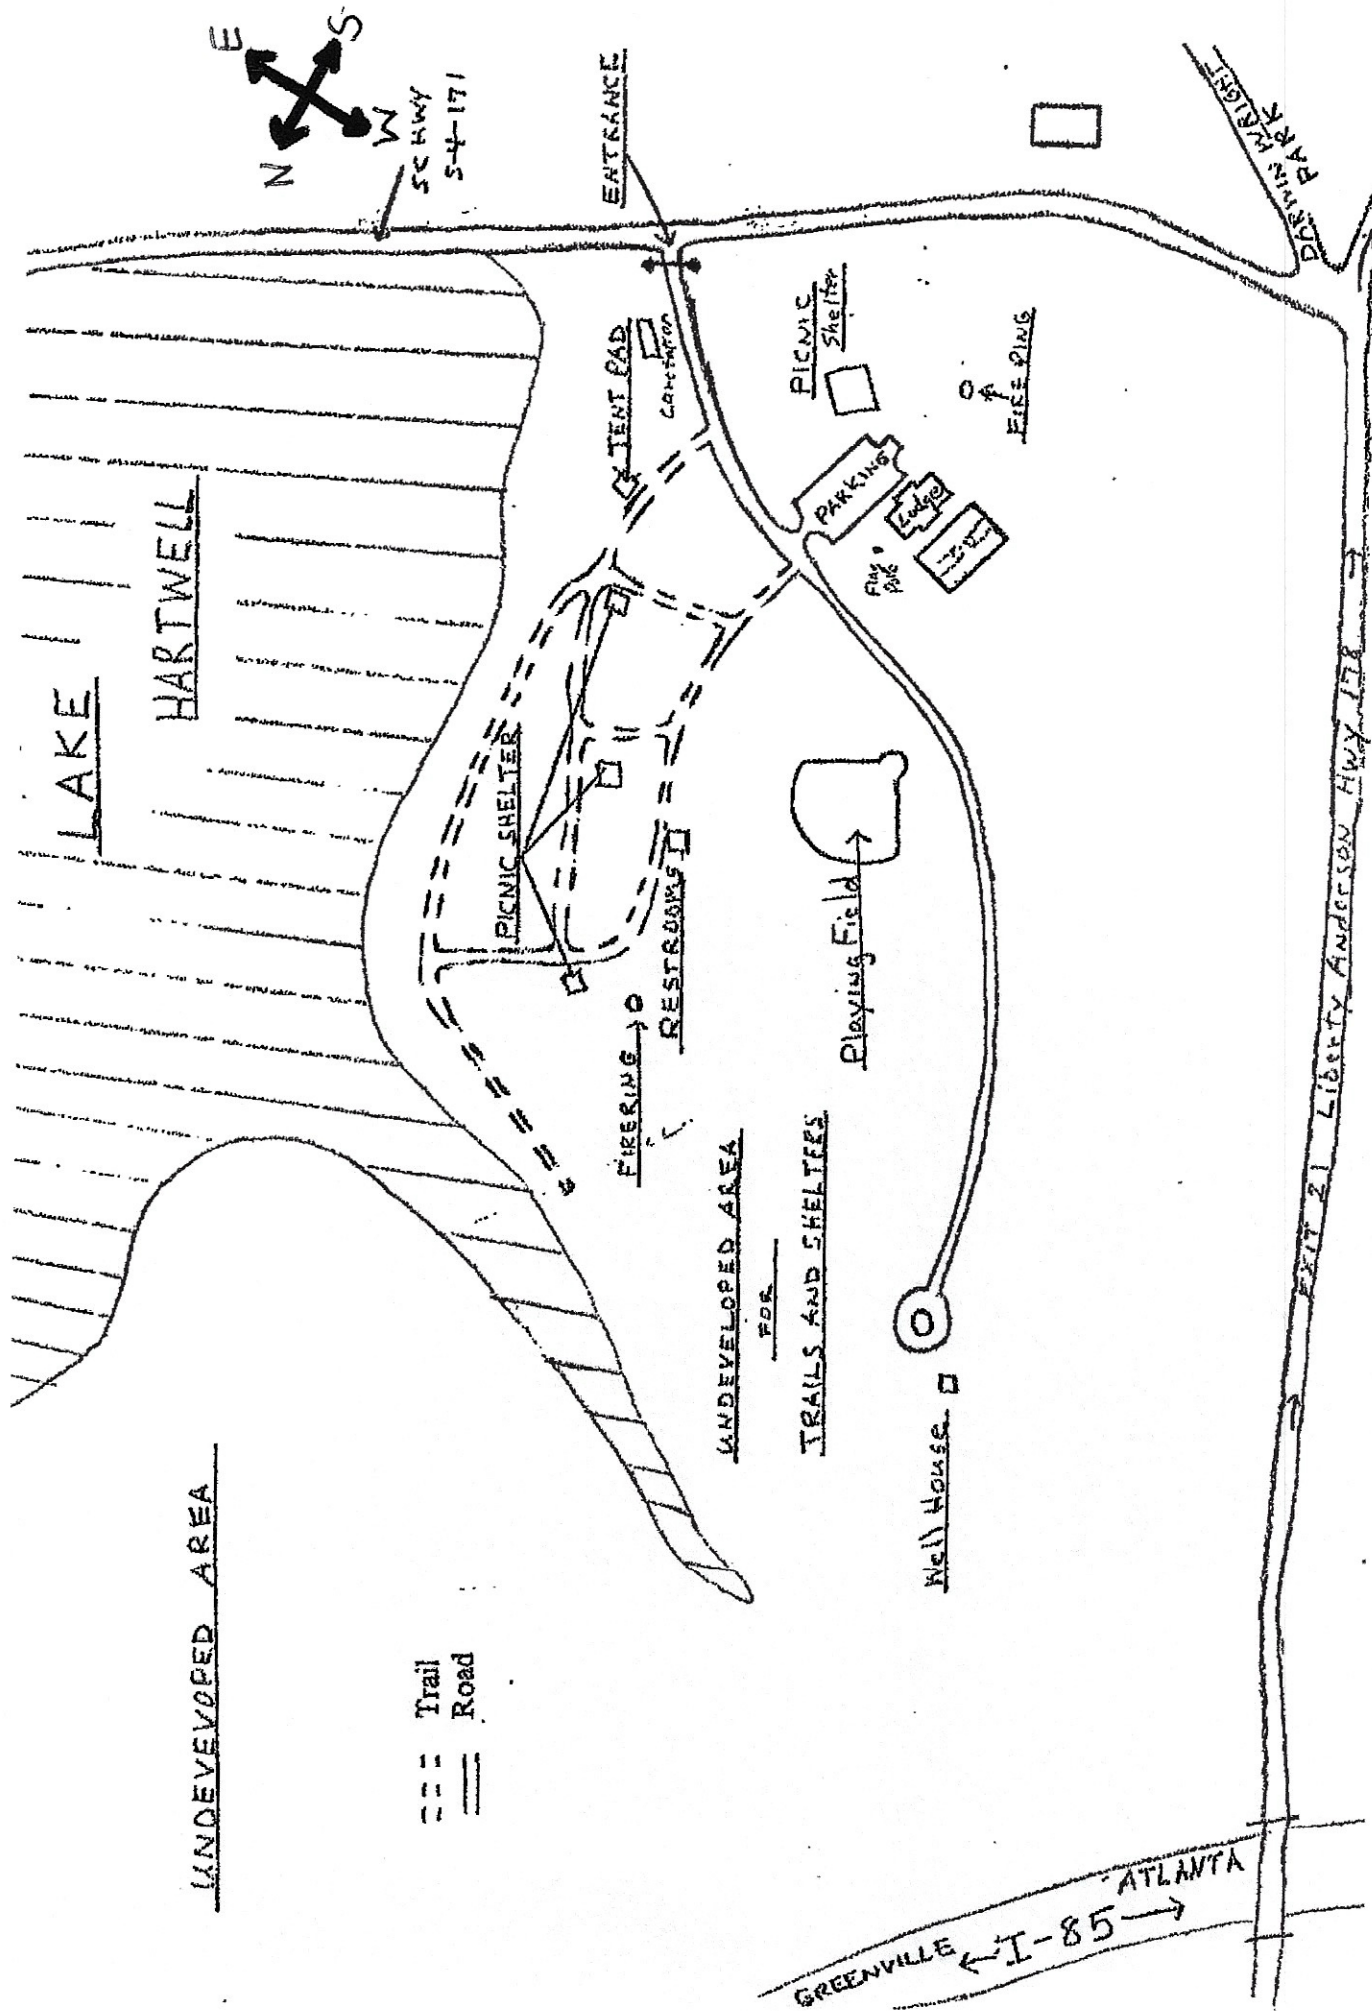 E
S
N
W
SC HWY
S-4-171
ENTRANCE
LAKE
HARTWELL
TENT PAD
PICNIC
Shelter
FIRE RING
DARWIN WRIGHT
PARK
PARKING
Lodge
Flag
Pole
PICNIC SHELTER
RESTROOMS
FIRERING
Playing Field
UNDEVELOPED AREA
FOR
TRAILS AND SHELTERS
Well House
UNDEVEVOPED AREA
Trail
Road
EXIT 21 Liberty Anderson HWY 178
GREENVILLE
I-85
ATLANTA